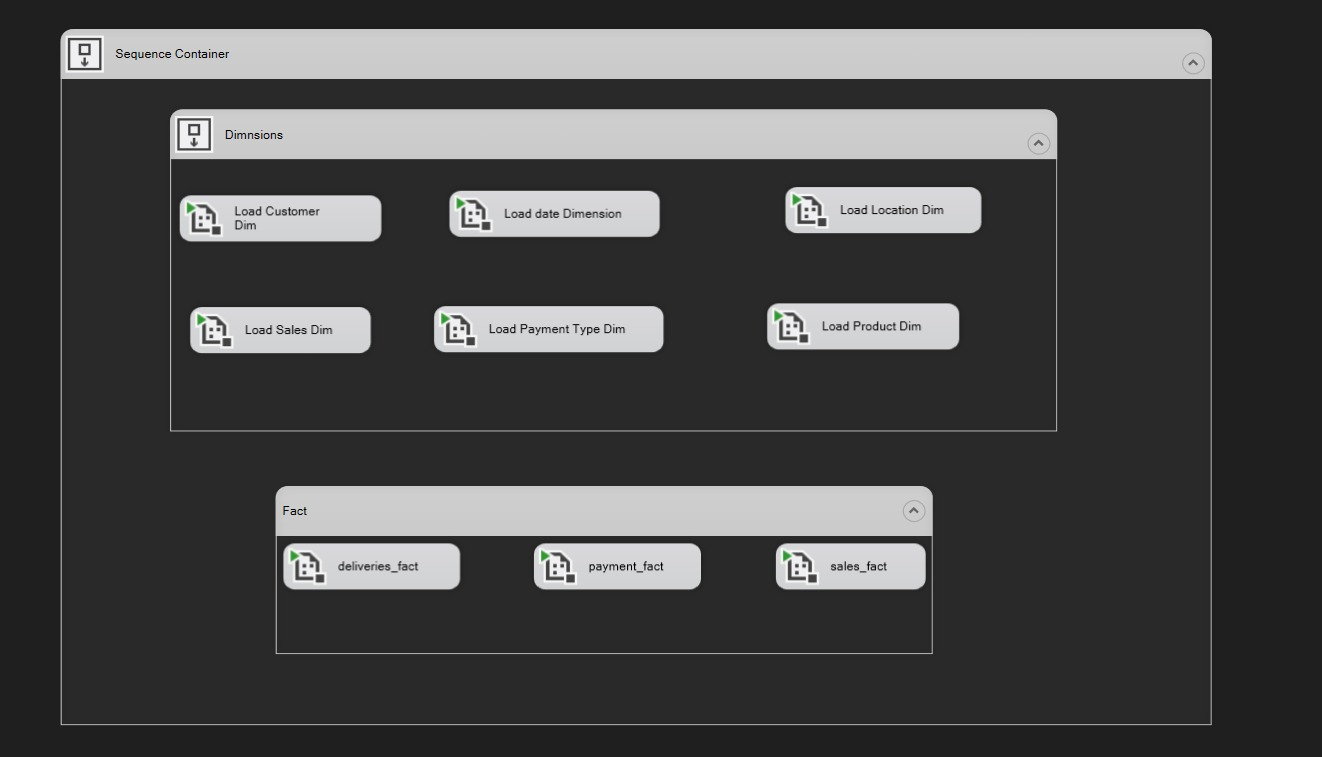 Sequence Container
Dimnsions
Load Customer
Dim
Load date Dimension
Load Location Dim
Load Sales Dim
Load Payment Type Dim
Load Product Dim
Fact
deliveries_fact
payment_fact
sales_fact